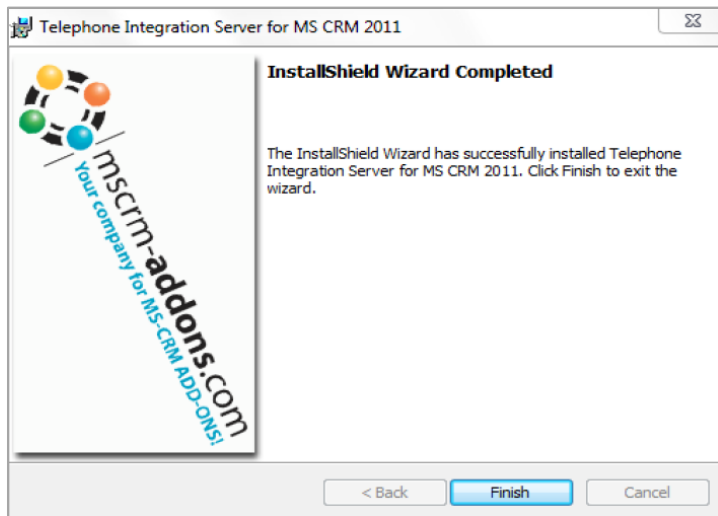 Telephone Integration Server for MS CRM 2011
InstallShield Wizard Completed
The InstallShield Wizard has successfully installed Telephone
Integration Server for MS CRM 2011. Click Finish to exit the
wizard.
mscrm-addons.com
Your company for MS-CRM ADD-ONS!
< Back
Finish
Cancel